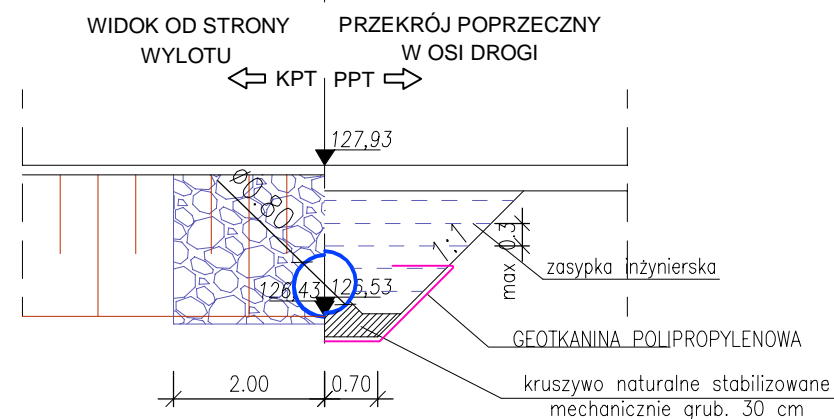 WIDOK OD STRONY
WYLOTU
PRZEKRÓJ POPRZECZNY
W OSI DROGI
KPT PPT
127,93
Ø0.80
1:1
max 0.3
zasypka inżynierska
126,43 126,53
GEOTKANINA POLIPROPYLENOWA
2.00 0.70
kruszywo naturalne stabilizowane
mechanicznie grub. 30 cm